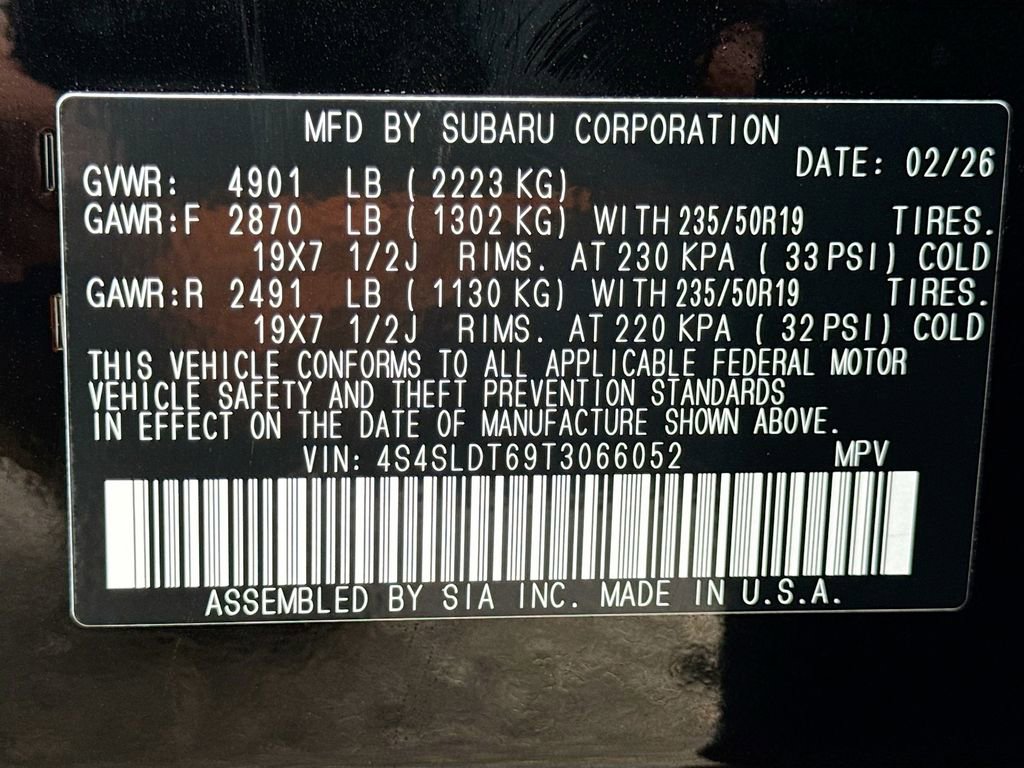 MFD BY SUBARU CORPORATION
DATE: 02/26
GVWR: 4901 LB ( 2223 KG)
GAWR:F 2870 LB ( 1302 KG) WITH 235/50R19 TIRES.
19X7 1/2J RIMS. AT 230 KPA ( 33 PSI) COLD
GAWR:R 2491 LB ( 1130 KG) WITH 235/50R19 TIRES.
19X7 1/2J RIMS. AT 220 KPA ( 32 PSI) COLD
THIS VEHICLE CONFORMS TO ALL APPLICABLE FEDERAL MOTOR
VEHICLE SAFETY AND THEFT PREVENTION STANDARDS
IN EFFECT ON THE DATE OF MANUFACTURE SHOWN ABOVE.
VIN: 4S4SLDT69T3066052 MPV
ASSEMBLED BY SIA INC. MADE IN U.S.A.